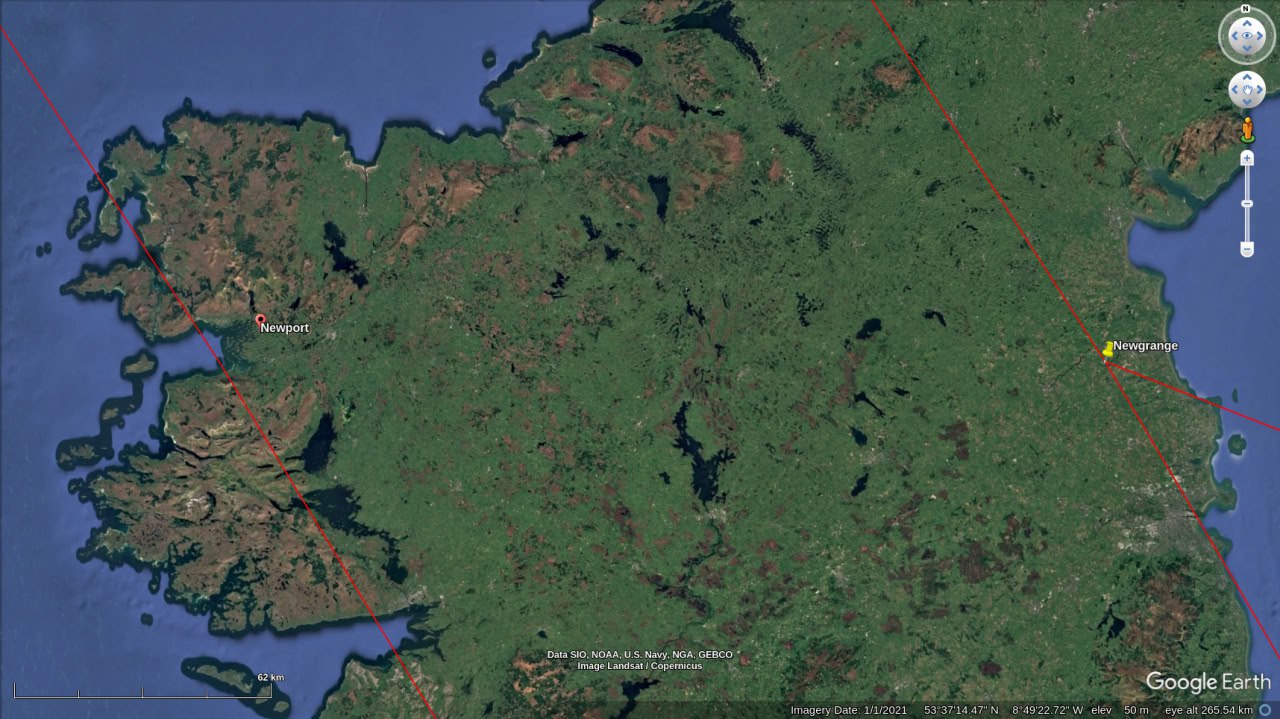 N
Newport
Newgrange
62 km
Data SIO, NOAA, U.S. Navy, NGA, GEBCO
Image Landsat / Copernicus
Google Earth
Imagery Date: 1/1/2021 53°37'14.47" N 8°49'22.72" W elev 50 m eye alt 265.54 km